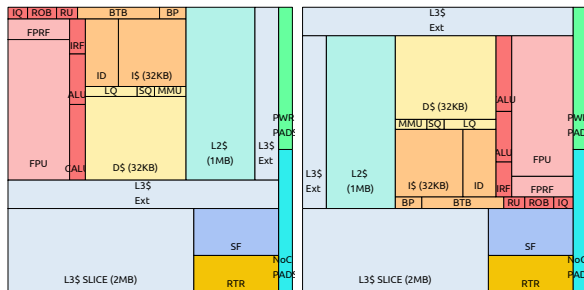 IQ ROB RU BTB BP
FPRF
IRF
ID I$ (32KB)
ALU
LQ SQ MMU
FPU
CALU
D$ (32KB)
L2$
(1MB)
L3$
Ext
PWR
PADS
L3$
Ext
L3$ SLICE (2MB)
SF
RTR
NoC
PADS
L3$
Ext
L3$
Ext
L2$
(1MB)
D$ (32KB)
MMU SQ LQ
I$ (32KB) ID
BP BTB RU ROB IQ
CALU
ALU
IRF
FPU
FPRF
PWR
PADS
L3$ SLICE (2MB)
SF
RTR
NoC
PADS